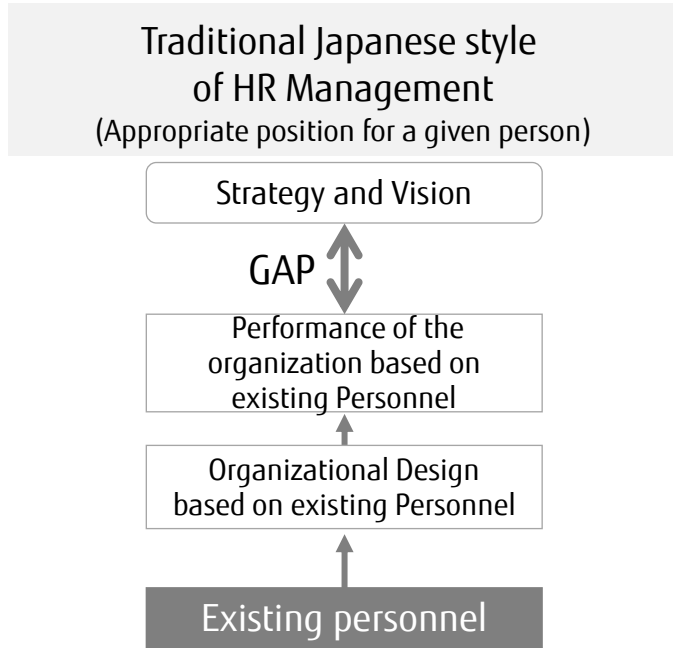 Traditional Japanese style
of HR Management
(Appropriate position for a given person)
Strategy and Vision
GAP
Performance of the
organization based on
existing Personnel
Organizational Design
based on existing Personnel
Existing personnel